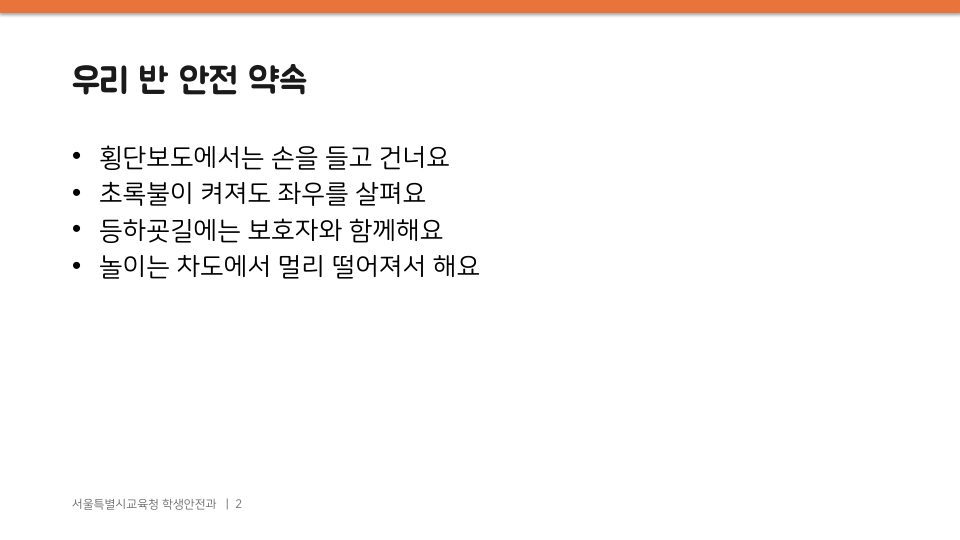 우리 반 안전 약속
• 횡단보도에서는 손을 들고 건너요
• 초록불이 켜져도 좌우를 살펴요
• 등하굣길에는 보호자와 함께해요
• 놀이는 차도에서 멀리 떨어져서 해요
서울특별시교육청 학생안전과 | 2